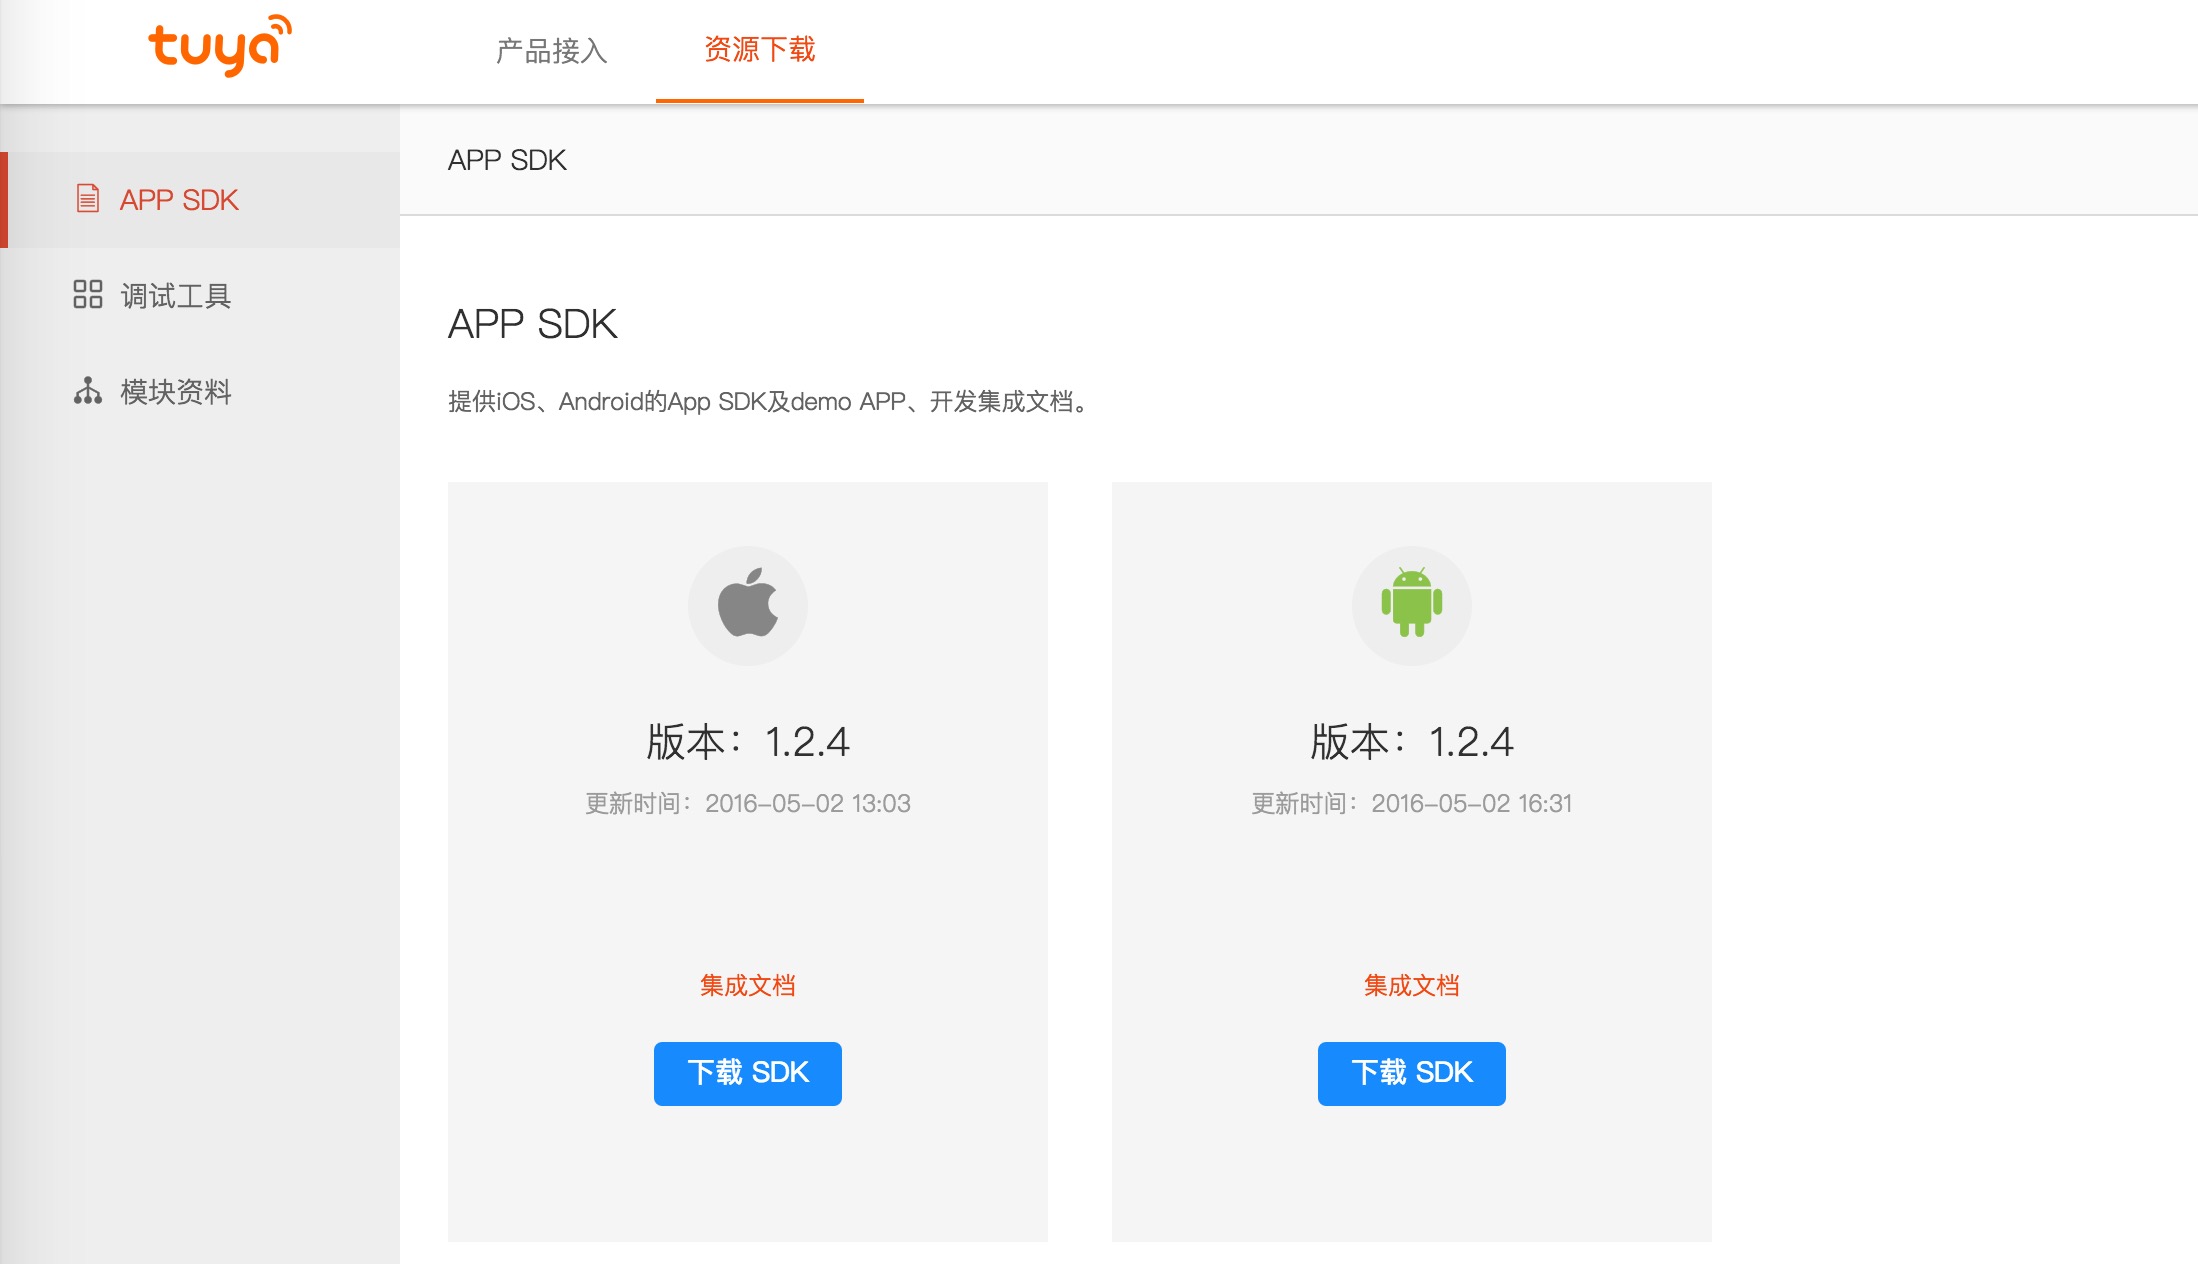 tuya
产品接入
资源下载
APP SDK
调试工具
模块资料
APP SDK
APP SDK
提供iOS、Android的App SDK及demo APP、开发集成文档。
版本：1.2.4
更新时间：2016-05-02 13:03
集成文档
下载 SDK
版本：1.2.4
更新时间：2016-05-02 16:31
集成文档
下载 SDK